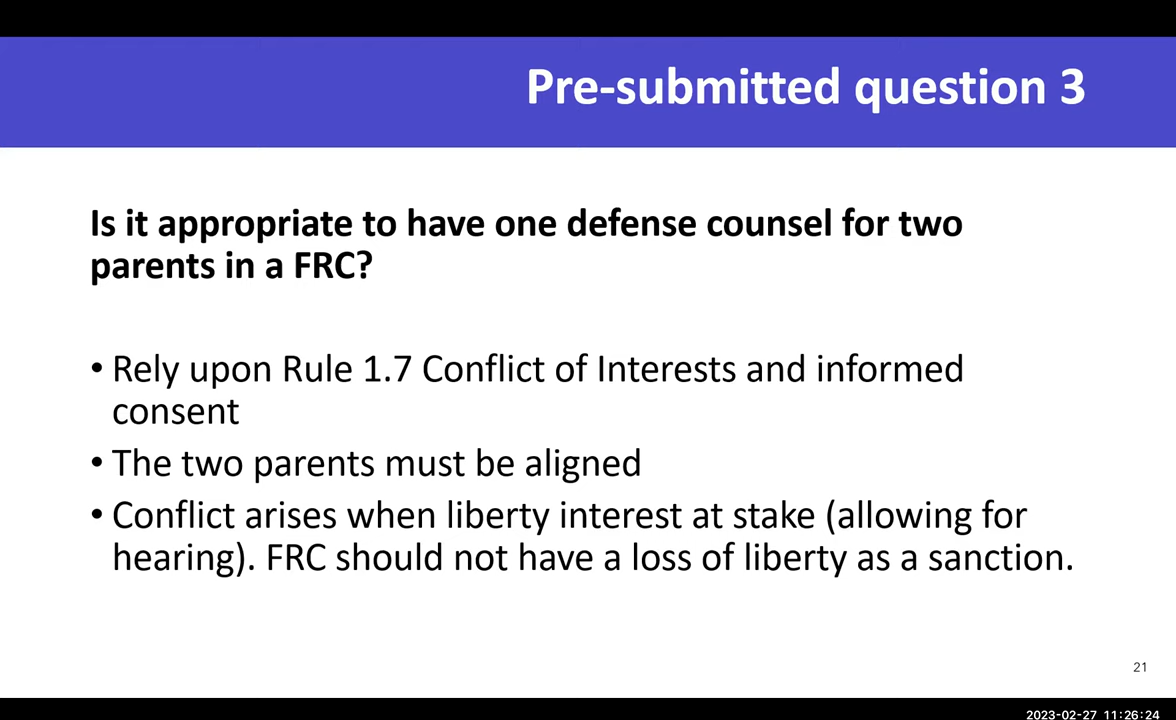 Pre-submitted question 3
Is it appropriate to have one defense counsel for two
parents in a FRC?
• Rely upon Rule 1.7 Conflict of Interests and informed
consent
• The two parents must be aligned
• Conflict arises when liberty interest at stake (allowing for
hearing). FRC should not have a loss of liberty as a sanction.
21
2023-02-27 11:26:24